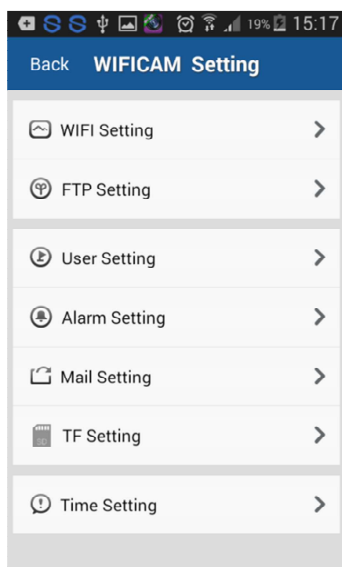 19% 15:17
Back WIFICAM Setting
WIFI Setting
FTP Setting
User Setting
Alarm Setting
Mail Setting
SD TF Setting
Time Setting